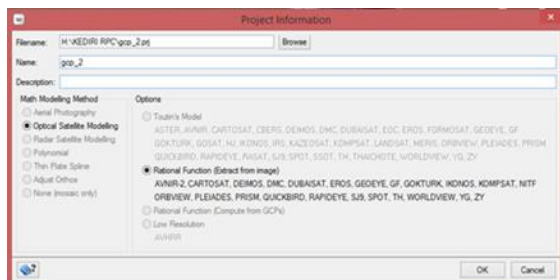 Project Information
Filename: H:\KEDIRI RPC\gcp_2.prj Browse
Name: gcp_2
Description:
Math Modelling Method
Aerial Photography
Optical Satellite Modelling
Radar Satellite Modelling
Polynomial
Thin Plate Spline
Adjust Orthos
None (mosaic only)
Options
Toutin's Model
ASTER, AVNIR, CARTOSAT, CBERS, DEIMOS, DMC, DUBAISAT, EOC, EROS, FORMOSAT, GEOEYE, GF
GOKTURK, GOSAT, HJ, IKONOS, IRS, KAZEOSAT, KOMPSAT, LANDSAT, MERIS, ORBVIEW, PLEIADES, PRISM
QUICKBIRD, RAPIDEYE, RASAT, SJ9, SPOT, SSOT, TH, THAICHOTE, WORLDVIEW, YG, ZY
Rational Function (Extract from image)
AVNIR-2, CARTOSAT, DEIMOS, DMC, DUBAISAT, EROS, GEOEYE, GF, GOKTURK, IKONOS, KOMPSAT, NITF
ORBVIEW, PLEIADES, PRISM, QUICKBIRD, RAPIDEYE, SJ9, SPOT, TH, WORLDVIEW, YG, ZY
Rational Function (Compute from GCPs)
Low Resolution
AVHRR
OK Cancel